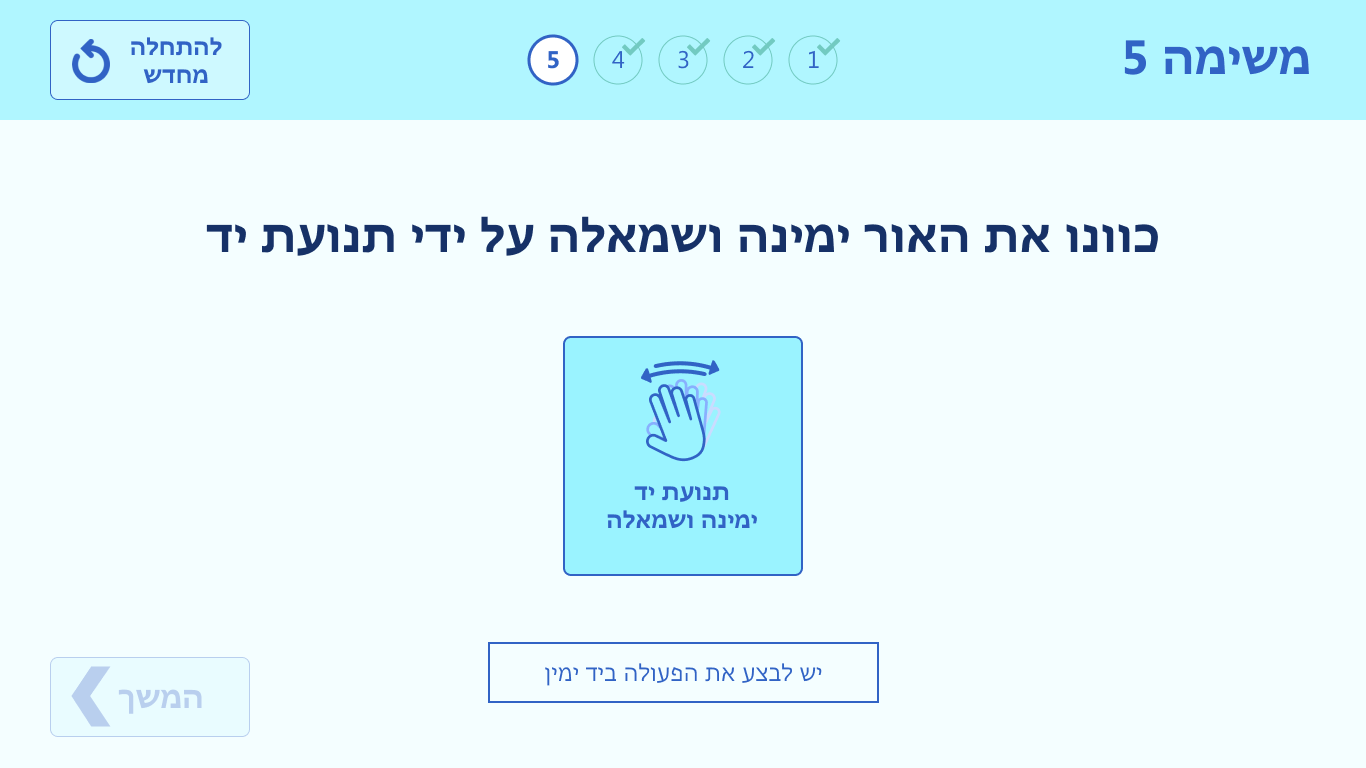 משימה 5
1
2
3
4
5
להתחלה
מחדש
כוונו את האור ימינה ושמאלה על ידי תנועת יד
תנועת יד
ימינה ושמאלה
יש לבצע את הפעולה ביד ימין
המשך